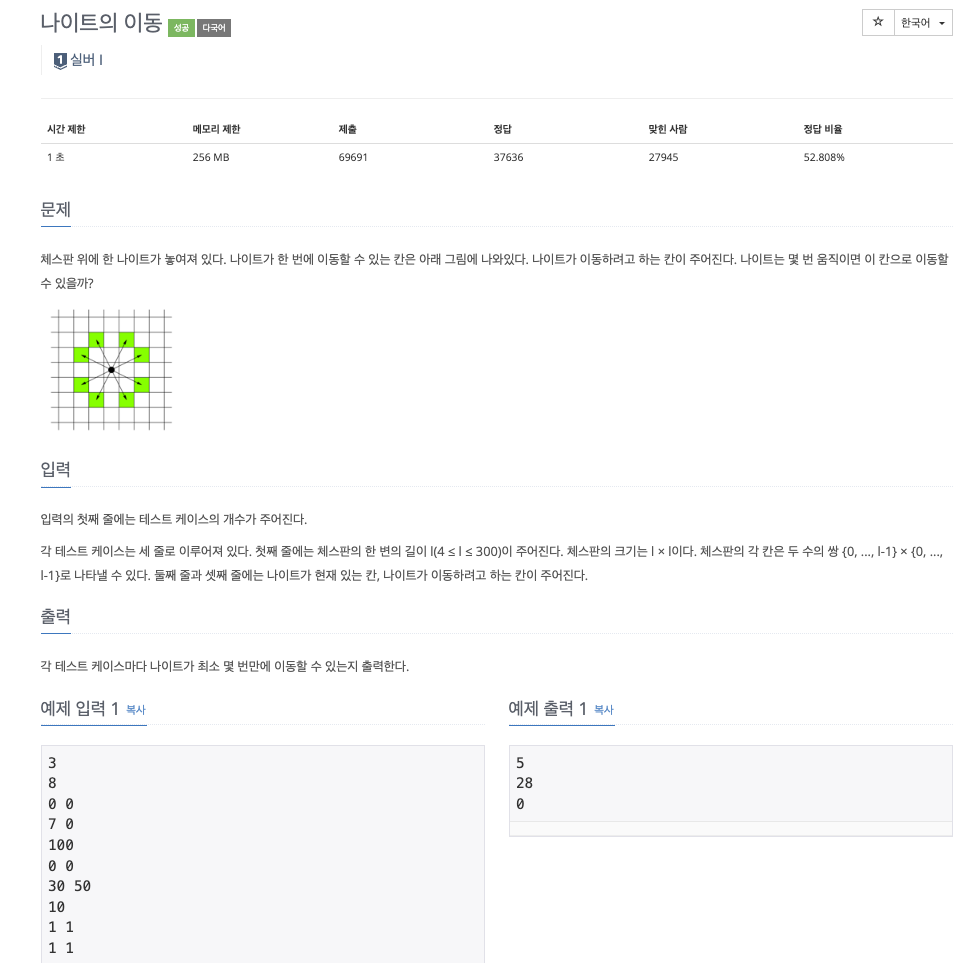 나이트의 이동 성공 다국어
☆ 한국어
1 실버 I
시간 제한 메모리 제한 제출 정답 맞힌 사람 정답 비율
1 초 256 MB 69691 37636 27945 52.808%
문제
체스판 위에 한 나이트가 놓여져 있다. 나이트가 한 번에 이동할 수 있는 칸은 아래 그림에 나와있다. 나이트가 이동하려고 하는 칸이 주어진다. 나이트는 몇 번 움직이면 이 칸으로 이동할
수 있을까?
입력
입력의 첫째 줄에는 테스트 케이스의 개수가 주어진다.
각 테스트 케이스는 세 줄로 이루어져 있다. 첫째 줄에는 체스판의 한 변의 길이 l(4 ≤ l ≤ 300)이 주어진다. 체스판의 크기는 l × l이다. 체스판의 각 칸은 두 수의 쌍 {0, ..., l-1} × {0, ...,
l-1}로 나타낼 수 있다. 둘째 줄과 셋째 줄에는 나이트가 현재 있는 칸, 나이트가 이동하려고 하는 칸이 주어진다.
출력
각 테스트 케이스마다 나이트가 최소 몇 번만에 이동할 수 있는지 출력한다.
예제 입력 1 복사
3
8
0 0
7 0
100
0 0
30 50
10
1 1
1 1
예제 출력 1 복사
5
28
0